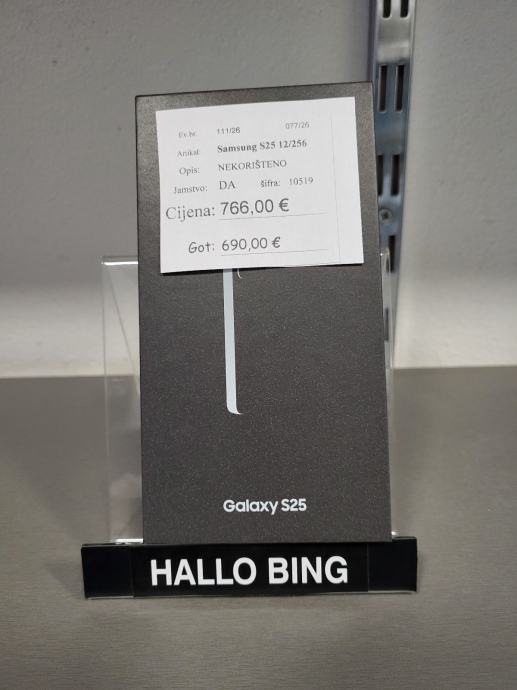 Ev.br. 111/26 077/26
Artikal: Samsung S25 12/256
Opis: NEKORIŠTENO
Jamstvo: DA šifra: 10519
Cijena: 766,00 €
Got: 690,00 €
Galaxy S25
HALLO BING